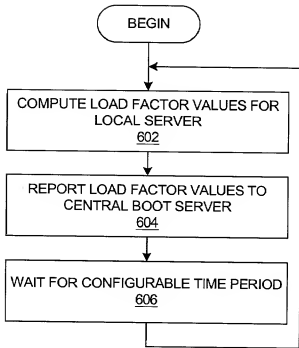 BEGIN
COMPUTE LOAD FACTOR VALUES FOR
LOCAL SERVER
602
REPORT LOAD FACTOR VALUES TO
CENTRAL BOOT SERVER
604
WAIT FOR CONFIGURABLE TIME PERIOD
606